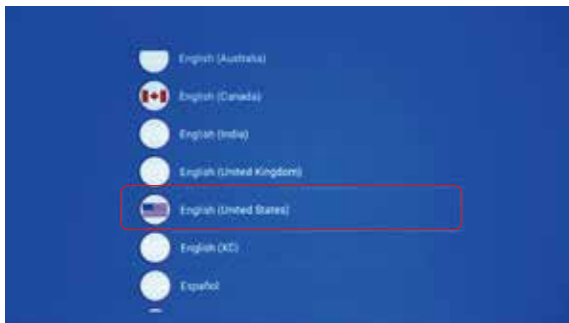 English (Australia)
English (Canada)
English (India)
English (United Kingdom)
English (United States)
English (XC)
Español